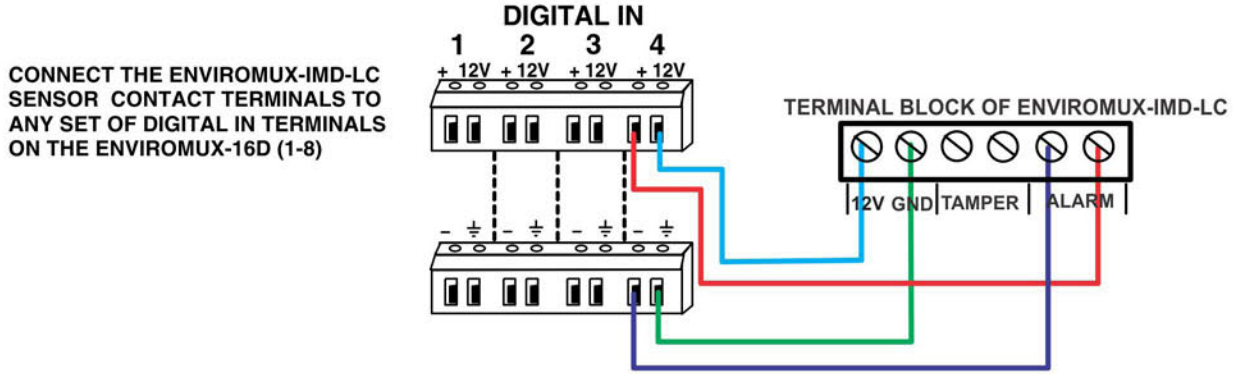 DIGITAL IN
1 2 3 4
+ 12V + 12V + 12V + 12V
CONNECT THE ENVIROMUX-IMD-LC
SENSOR CONTACT TERMINALS TO
ANY SET OF DIGITAL IN TERMINALS
ON THE ENVIROMUX-16D (1-8)
TERMINAL BLOCK OF ENVIROMUX-IMD-LC
12V GND TAMPER ALARM
- ⏚ - ⏚ - ⏚ - ⏚